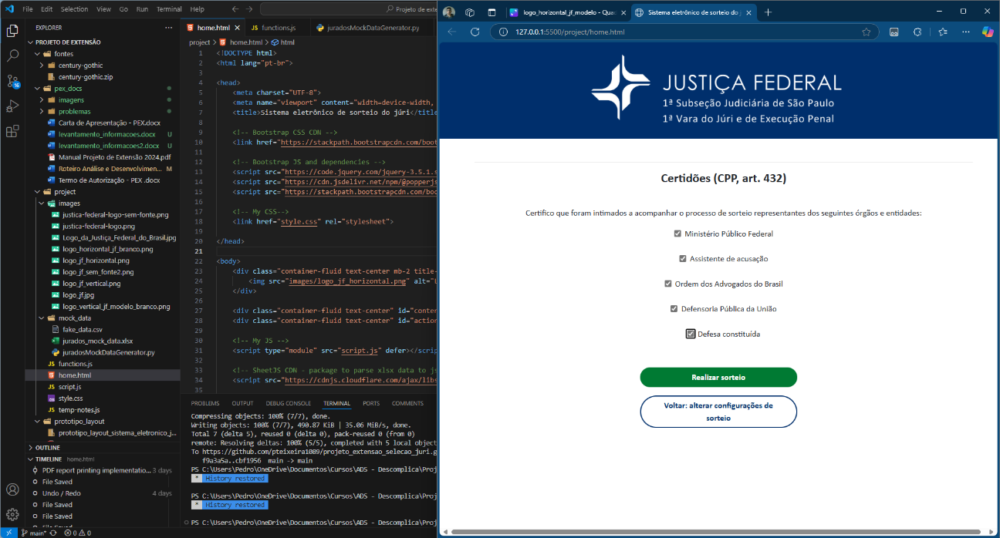 File Edit Selection View Go Run Terminal Help
Projeto de exte
EXPLORER
PROJETO DE EXTENSÃO
fontes
century-gothic
century-gothic.zip
pex_docs
imagens
problemas
Carta de Apresentação - PEX.docx
levantamento_informacoes.docx U
levantamento_informacoes2.docx U
Manual Projeto de Extensão 2024.pdf
Roteiro Análise e Desenvolvimen... M
Termo de Autorização - PEX .docx
project
images
justica-federal-logo-sem-fonte.png
justica-federal-logo.png
Logo_da_Justiça_Federal_do_Brasil.jpg
logo_horizontal_jf_branco.png
logo_jf_horizontal.png
logo_jf_sem_fonte2.png
logo_jf_vertical.png
logo_jf.jpg
logo_vertical_jf_modelo_branco.png
mock_data
fake_data.csv
jurados_mock_data.xlsx
juradosMockDataGenerator.py
JS functions.js
home.html
JS script.js
style.css
JS temp-notes.js
prototipo_layout
prototipo_layout_sistema_eletronico_j...
OUTLINE
TIMELINE home.html
PDF report printing implementatio... 3 days
File Saved
Undo / Redo 4 days
File Saved
File Saved
main* 0 0
home.html JS functions.js juradosMockDataGenerator.py
project > home.html > html
1 <!DOCTYPE html>
2 <html lang="pt-br">
3
4 <head>
5 <meta charset="UTF-8">
6 <meta name="viewport" content="width=device-width,
7 <title>Sistema eletrônico de sorteio do júri</title
8
9 <!-- Bootstrap CSS CDN -->
10 <link href="https://stackpath.bootstrapcdn.com/boot
11
12 <!-- Bootstrap JS and dependencies -->
13 <script src="https://code.jquery.com/jquery-3.5.1.s
14 <script src="https://cdn.jsdelivr.net/npm/@popperjs
15 <script src="https://stackpath.bootstrapcdn.com/boo
16
17 <!-- My CSS-->
18 <link href="style.css" rel="stylesheet">
19
20 </head>
21
22 <body>
23 <div class="container-fluid text-center mb-2 title-
24 <img src="images/logo_jf_horizontal.png" alt="L
25 </div>
26
27 <div class="container-fluid text-center" id="conten
28 <div class="container-fluid text-center" id="action
29
30 <!-- My JS -->
31 <script type="module" src="script.js" defer></scrip
32
33 <!-- SheetJS CDN - package to parse xlsx data to js
34 <script src="https://cdnjs.cloudflare.com/ajax/libs
35
PROBLEMS OUTPUT DEBUG CONSOLE TERMINAL PORTS COMMENTS
Compressing objects: 100% (7/7), done.
Writing objects: 100% (7/7), 490.87 KiB | 35.06 MiB/s, done.
Total 7 (delta 5), reused 0 (delta 0), pack-reused 0 (from 0)
remote: Resolving deltas: 100% (5/5), completed with 5 local object
To https://github.com/pteixeira1089/projeto_extensao_selecao_juri.g
f9a3a5a..cbf1956 main -> main
PS C:\Users\Pedro\OneDrive\Documentos\Cursos\ADS - Descomplica\Proj
* History restored
PS C:\Users\Pedro\OneDrive\Documentos\Cursos\ADS - Descomplica\Proj
* History restored
PS C:\Users\Pedro\OneDrive\Documentos\Cursos\ADS - Descomplica\Proj
logo_horizontal_jf_modelo - Quad
Sistema eletrônico de sorteio do j
127.0.0.1:5500/project/home.html
JUSTIÇA FEDERAL
1ª Subseção Judiciária de São Paulo
1ª Vara do Júri e de Execução Penal
Certidões (CPP, art. 432)
Certifico que foram intimados a acompanhar o processo de sorteio representantes dos seguintes órgãos e entidades:
Ministério Público Federal
Assistente de acusação
Ordem dos Advogados do Brasil
Defensoria Pública da União
Defesa constituída
Realizar sorteio
Voltar: alterar configurações de
sorteio